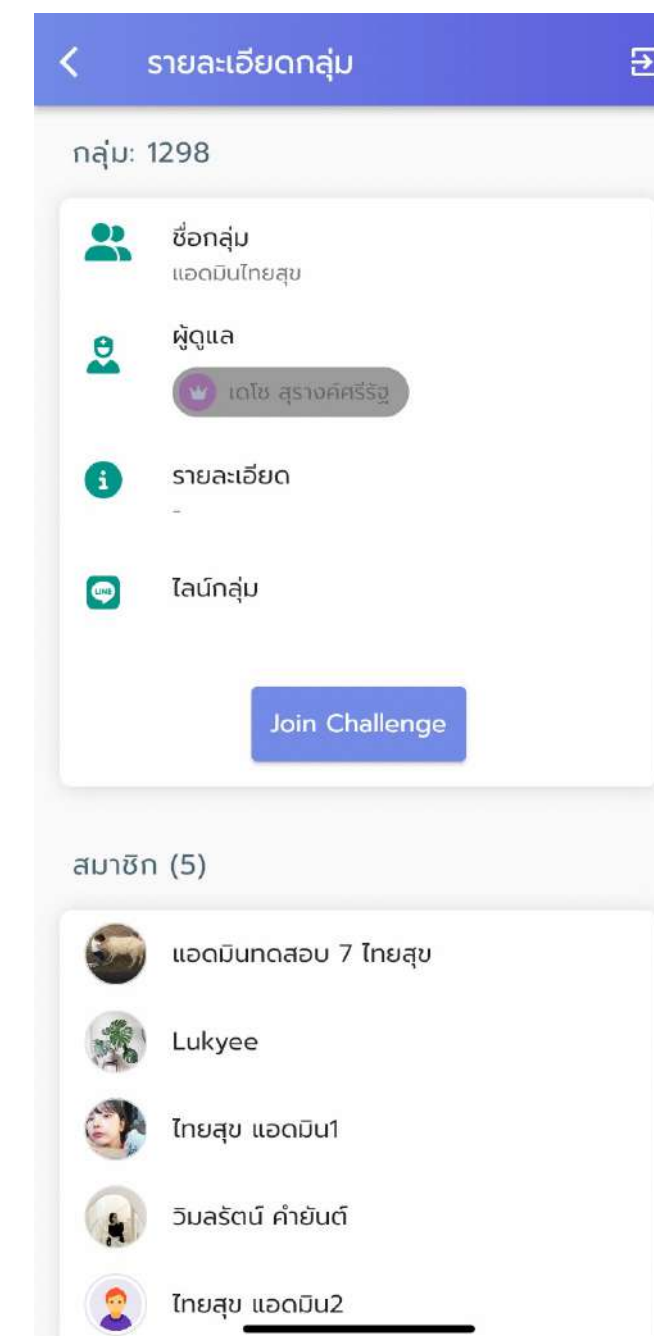 รายละเอียดกลุ่ม
กลุ่ม: 1298
ชื่อกลุ่ม
แอดมินไทยสุข
ผู้ดูแล
เดโช สุรางค์ศรีรัฐ
รายละเอียด
-
ไลน์กลุ่ม
LINE
Join Challenge
สมาชิก (5)
แอดมินทดสอบ 7 ไทยสุข
Lukyee
ไทยสุข แอดมิน1
วิมลรัตน์ คำยันต์
ไทยสุข แอดมิน2